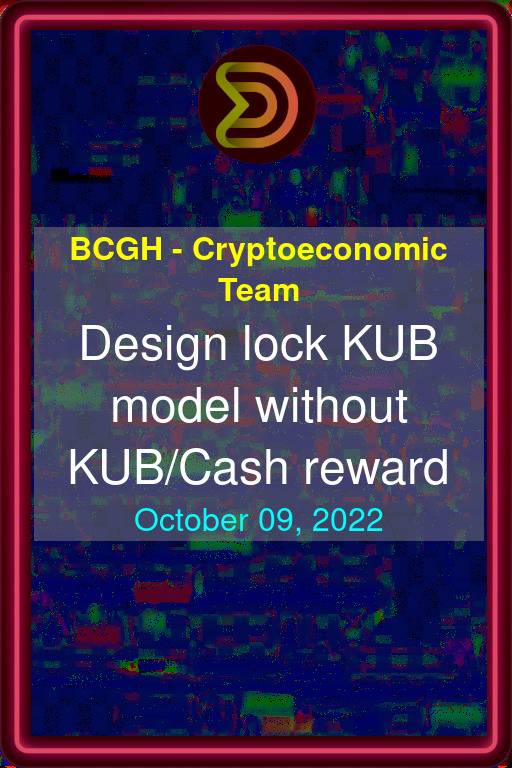 BCGH - Cryptoeconomic
Team
Design lock KUB
model without
KUB/Cash reward
October 09, 2022